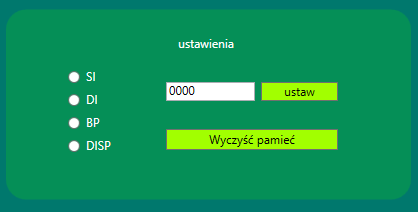 ustawienia
SI
DI
BP
DISP
0000
ustaw
Wyczyść pamieć